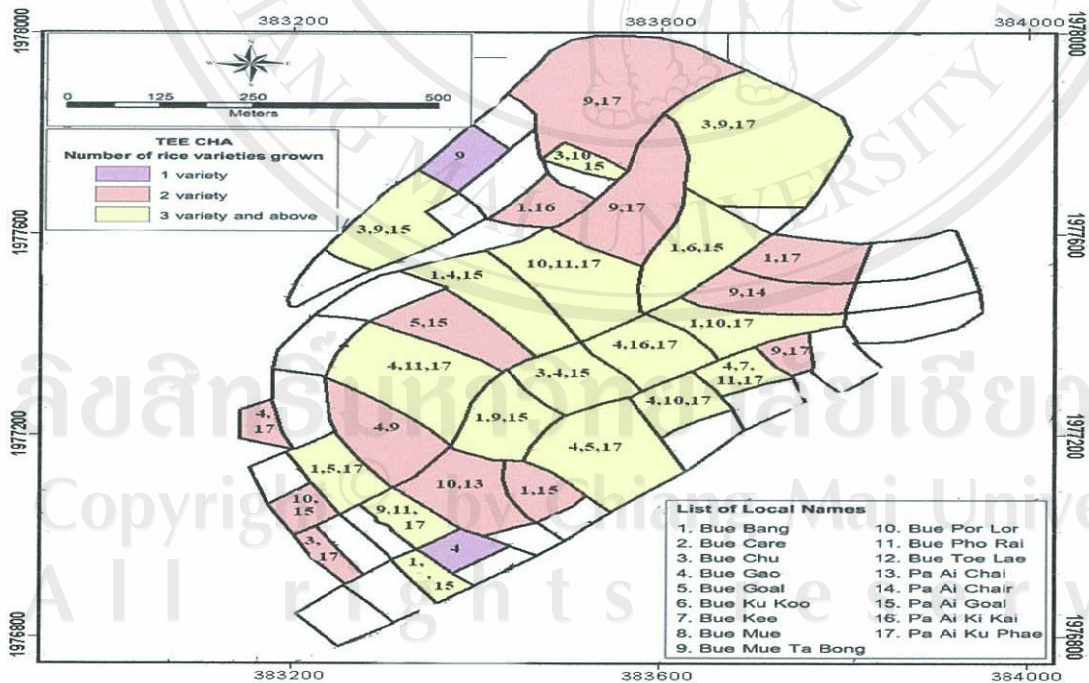 383200 383600 384000
1978000 1978000
0 125 250 500
Meters
TEE CHA
Number of rice varieties grown
1 variety
2 variety
3 variety and above
9,17
3,9,17
9
3,10,
15
1,16
9,17
3,9,15
1977600 1977600
1,6,15
1,17
10,11,17
1,4,15
9,14
5,15
1,10,17
4,16,17
9,17
4,11,17
3,4,15
4,7,
11,17
4,10,17
1,9,15
4,
17
4,9
4,5,17
1977200 1977200
1,5,17
10,13
1,15
10,
15
9,11,
17
3,
17
4
1,
15
List of Local Names
1. Bue Bang
2. Bue Care
3. Bue Chu
4. Bue Gao
5. Bue Goal
6. Bue Ku Koo
7. Bue Kee
8. Bue Mue
9. Bue Mue Ta Bong
10. Bue Por Lor
11. Bue Pho Rai
12. Bue Toe Lae
13. Pa Ai Chai
14. Pa Ai Chair
15. Pa Ai Goal
16. Pa Ai Ki Kai
17. Pa Ai Ku Phae
1976800 1976800
383200 383600 384000
ลิขสิทธิ์มหาวิทยาลัยเชีย
Copyright © by Chiang Mai Univer
All rights reserv
ANG MAI UNIVERSITY